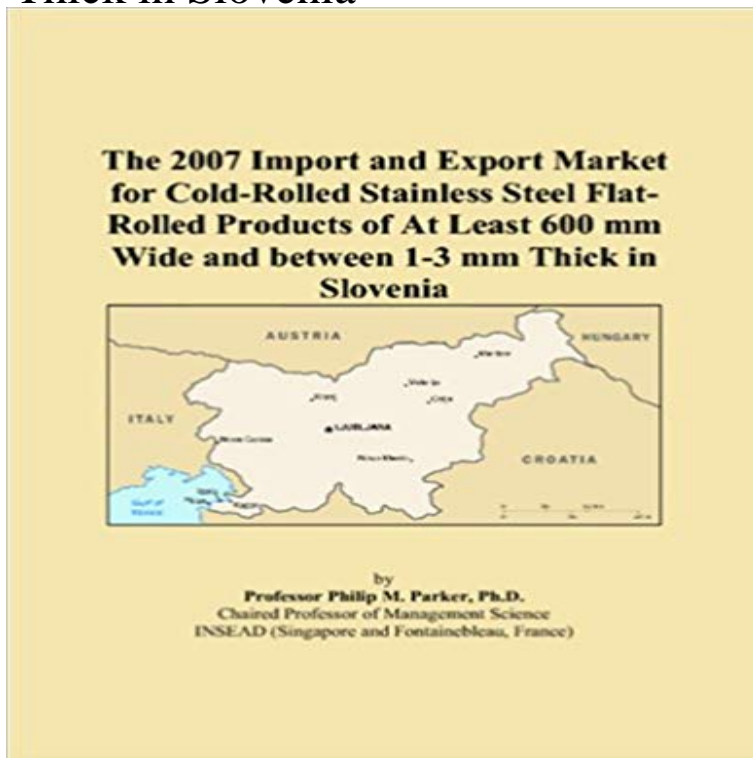 Thick in Slovenia
The 2007 Import and Export Market
for Cold-Rolled Stainless Steel Flat-
Rolled Products of At Least 600 mm
Wide and between 1-3 mm Thick in
Slovenia
AUSTRIA
HUNGARY
ITALY
LJUBLJANA
CROATIA
by
Professor Philip M. Parker, Ph.D.
Chaired Professor of Management Science
INSEAD (Singapore and Fontainebleau, France)